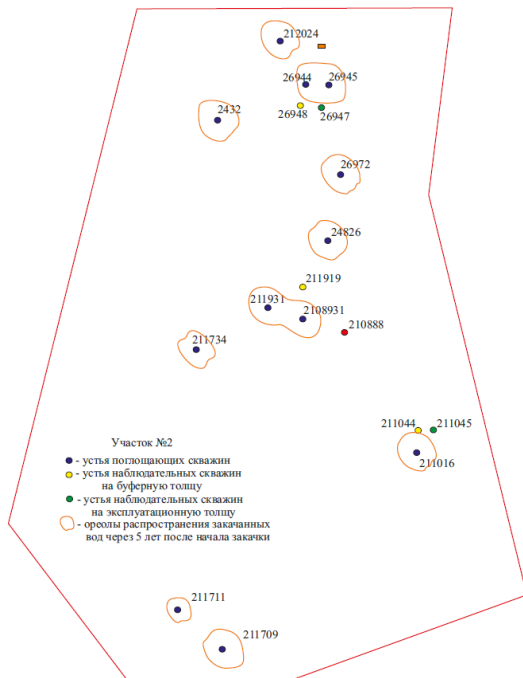 212024
26944 26945
2432
26948 26947
26972
24826
211919
211931 2108931
210888
211734
211044 211045
211016
Участок №2
- устья поглощающих скважин
- устья наблюдательных скважин
на буферную толщу
- устья наблюдательных скважин
на эксплуатационную толщу
- ореолы распространения закачанных
вод через 5 лет после начала закачки
211711
211709